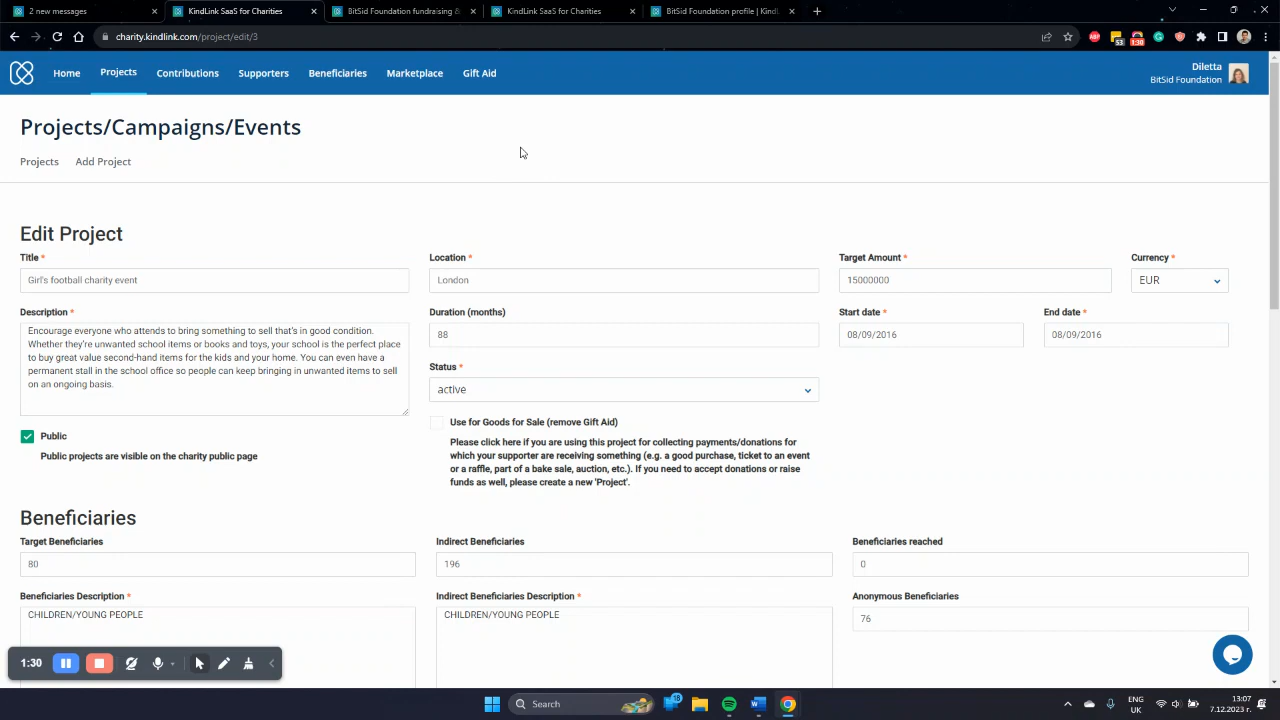 2 new messages
KindLink SaaS for Charities
BitSid Foundation fundraising &
KindLink SaaS for Charities
BitSid Foundation profile | KindL
charity.kindlink.com/project/edit/3
53
1:30
Home
Projects
Contributions
Supporters
Beneficiaries
Marketplace
Gift Aid
Diletta
BitSid Foundation
Projects/Campaigns/Events
Projects
Add Project
Edit Project
Title *
Location *
Target Amount *
Currency *
Girl's football charity event
London
15000000
EUR
Description *
Duration (months)
Start date *
End date *
Encourage everyone who attends to bring something to sell that's in good condition.
Whether they're unwanted school items or books and toys, your school is the perfect place
to buy great value second-hand items for the kids and your home. You can even have a
permanent stall in the school office so people can keep bringing in unwanted items to sell
on an ongoing basis.
88
08/09/2016
08/09/2016
Status *
active
Use for Goods for Sale (remove Gift Aid)
Please click here if you are using this project for collecting payments/donations for
which your supporter are receiving something (e.g. a good purchase, ticket to an event
or a raffle, part of a bake sale, auction, etc.). If you need to accept donations or raise
funds as well, please create a new 'Project'.
Public
Public projects are visible on the charity public page
Beneficiaries
Target Beneficiaries
Indirect Beneficiaries
Beneficiaries reached
80
196
0
Beneficiaries Description *
Indirect Beneficiaries Description *
Anonymous Beneficiaries
CHILDREN/YOUNG PEOPLE
CHILDREN/YOUNG PEOPLE
76
1:30
Search
18
ENG
UK
13:07
7.12.2023 г.